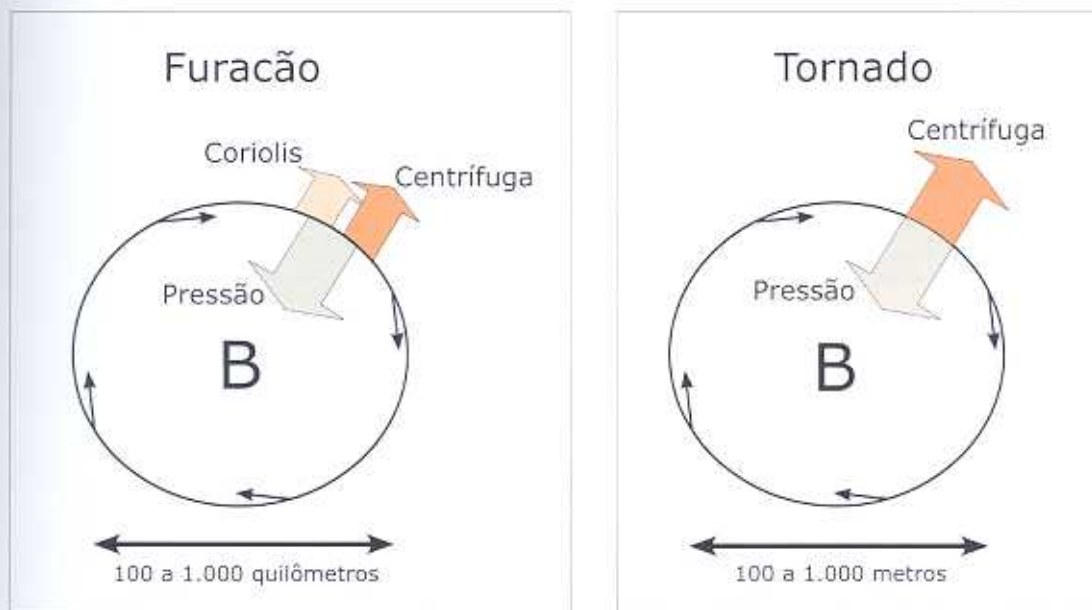 Furacão
Coriolis
Centrífuga
Pressão
B
100 a 1.000 quilômetros
Tornado
Centrífuga
Pressão
B
100 a 1.000 metros